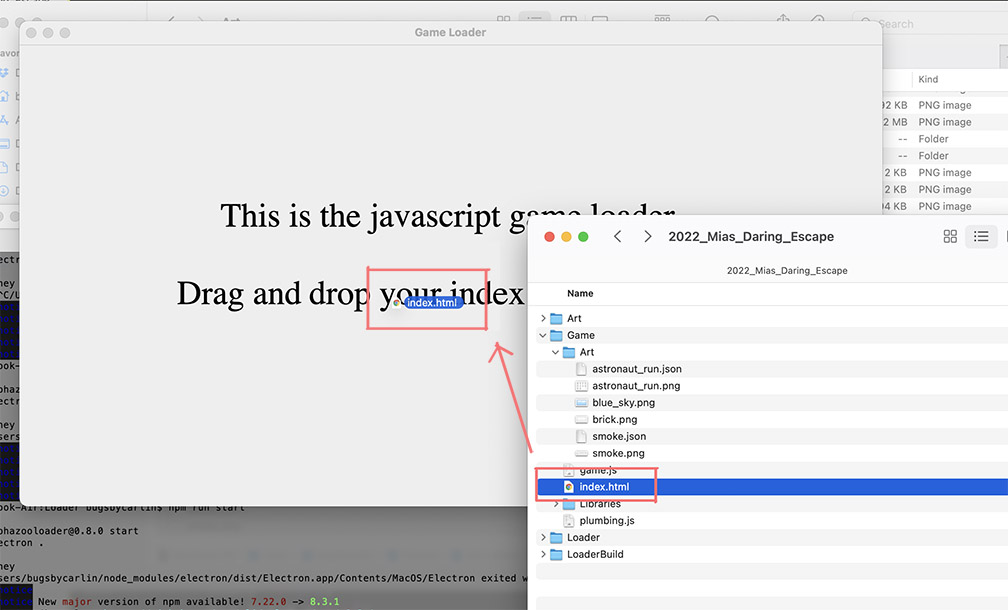 Search
Game Loader
Kind
92 KB PNG image
2 MB PNG image
-- Folder
-- Folder
2 KB PNG image
2 KB PNG image
94 KB PNG image
This is the javascript game loader
Drag and drop your index
index.html
2022_Mias_Daring_Escape
2022_Mias_Daring_Escape
Name
Art
Game
Art
astronaut_run.json
astronaut_run.png
blue_sky.png
brick.png
smoke.json
smoke.png
game.js
index.html
Libraries
plumbing.js
Loader
LoaderBuild
ook-Air:Loader bugsbycarlin$ npm run start
phazooloader@0.8.0 start
ectron .
hey
sers/bugsbycarlin/node_modules/electron/dist/Electron.app/Contents/MacOS/Electron exited w
New major version of npm available! 7.22.0 -> 8.3.1